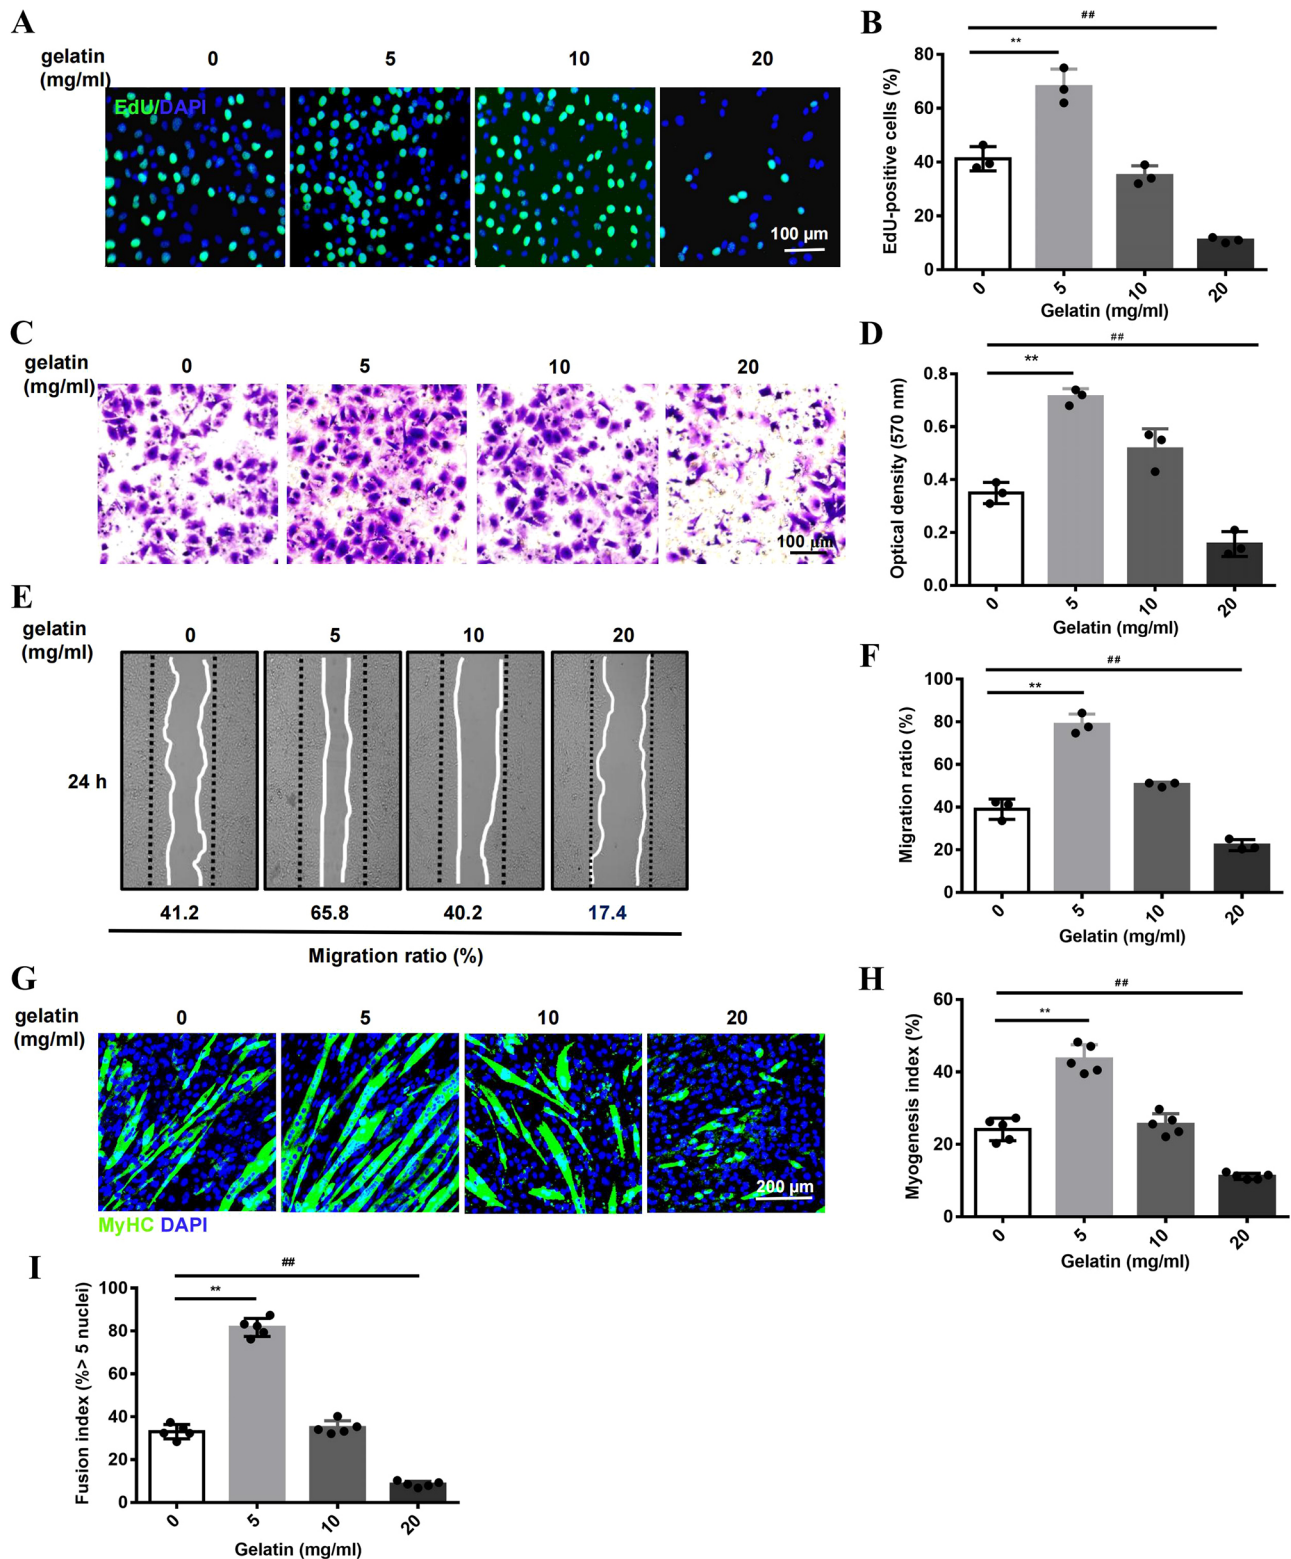 A
gelatin
(mg/ml)
0 5 10 20
EdU/DAPI
100 µm
B
##
**
EdU-positive cells (%)
80
60
40
20
0
0 5 10 20
Gelatin (mg/ml)
C
gelatin
(mg/ml)
0 5 10 20
100 µm
D
##
**
Optical density (570 nm)
0.8
0.6
0.4
0.2
0.0
0 5 10 20
Gelatin (mg/ml)
E
gelatin
(mg/ml)
0 5 10 20
24 h
41.2 65.8 40.2 17.4
Migration ratio (%)
F
##
**
Migration ratio (%)
100
80
60
40
20
0
0 5 10 20
Gelatin (mg/ml)
G
gelatin
(mg/ml)
0 5 10 20
200 µm
MyHC DAPI
H
##
**
Myogenesis index (%)
60
40
20
0
0 5 10 20
Gelatin (mg/ml)
I
##
**
Fusion index (%> 5 nuclei)
100
80
60
40
20
0
0 5 10 20
Gelatin (mg/ml)